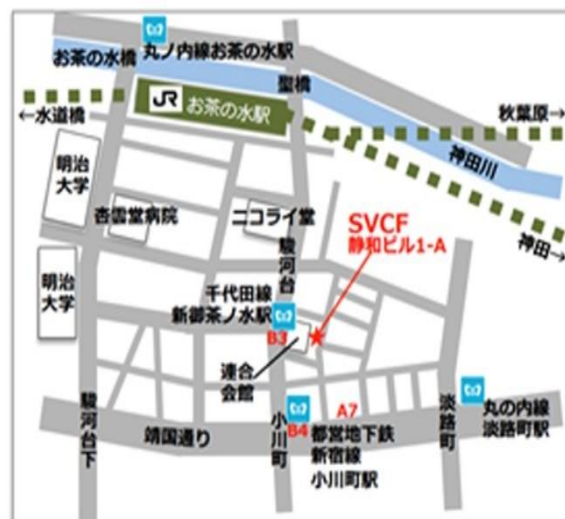 丸ノ内線お茶の水駅
お茶の水橋
聖橋
JR お茶の水駅
←水道橋
秋葉原→
神田川
明治
大学
杏雲堂病院
ニコライ堂
SVCF
静和ビル1-A
神田→
駿河台
明治
大学
千代田線
新御茶ノ水駅
B3
連合
会館
駿河台下
靖国通り
小川町
B4
A7
都営地下鉄
新宿線
小川町駅
淡路町
丸の内線
淡路町駅